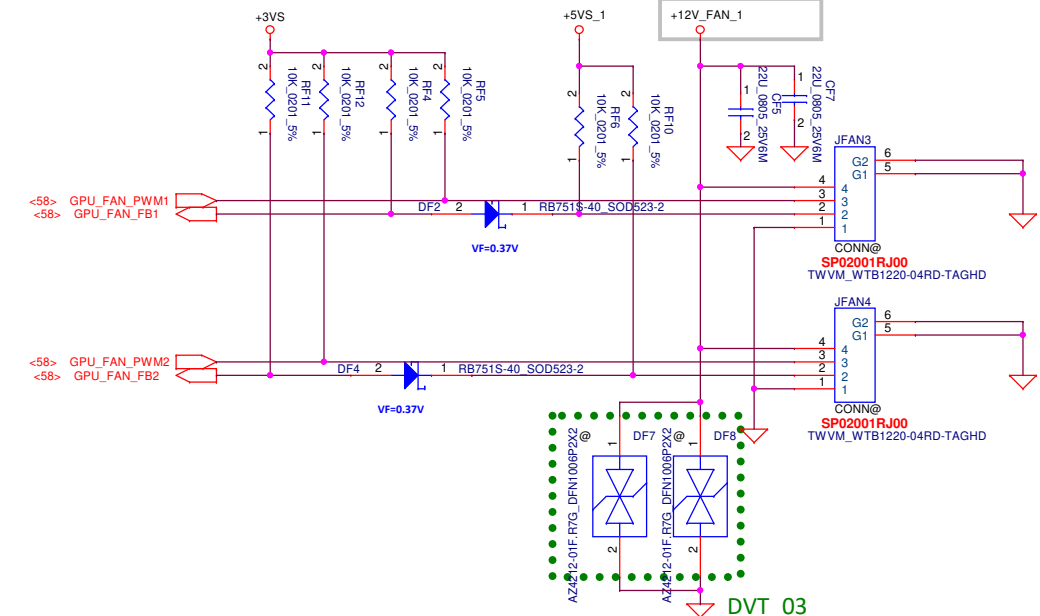 +3VS
+5VS_1
+12V_FAN_1
2
2
2
2
2
2
RF11
10K_0201_5%
RF12
10K_0201_5%
RF4
10K_0201_5%
RF5
10K_0201_5%
RF6
10K_0201_5%
RF10
10K_0201_5%
1
1
1
1
1
1
1
2
CF5
22U_0805_25V6M
1
2
CF7
22U_0805_25V6M
JFAN3
G2
G1
6
5
4
3
2
1
4
3
2
1
CONN@
SP02001RJ00
TWVM_WTB1220-04RD-TAGHD
<58> GPU_FAN_PWM1
<58> GPU_FAN_FB1
DF2 2 1 RB751S-40_SOD523-2
VF=0.37V
JFAN4
G2
G1
6
5
4
3
2
1
4
3
2
1
CONN@
SP02001RJ00
TWVM_WTB1220-04RD-TAGHD
<58> GPU_FAN_PWM2
<58> GPU_FAN_FB2
DF4 2 1 RB751S-40_SOD523-2
VF=0.37V
@ DF7 @ DF8
1
1
AZ4212-01F.R7G_DFN1006P2X2
AZ4212-01F.R7G_DFN1006P2X2
2
2
DVT_03